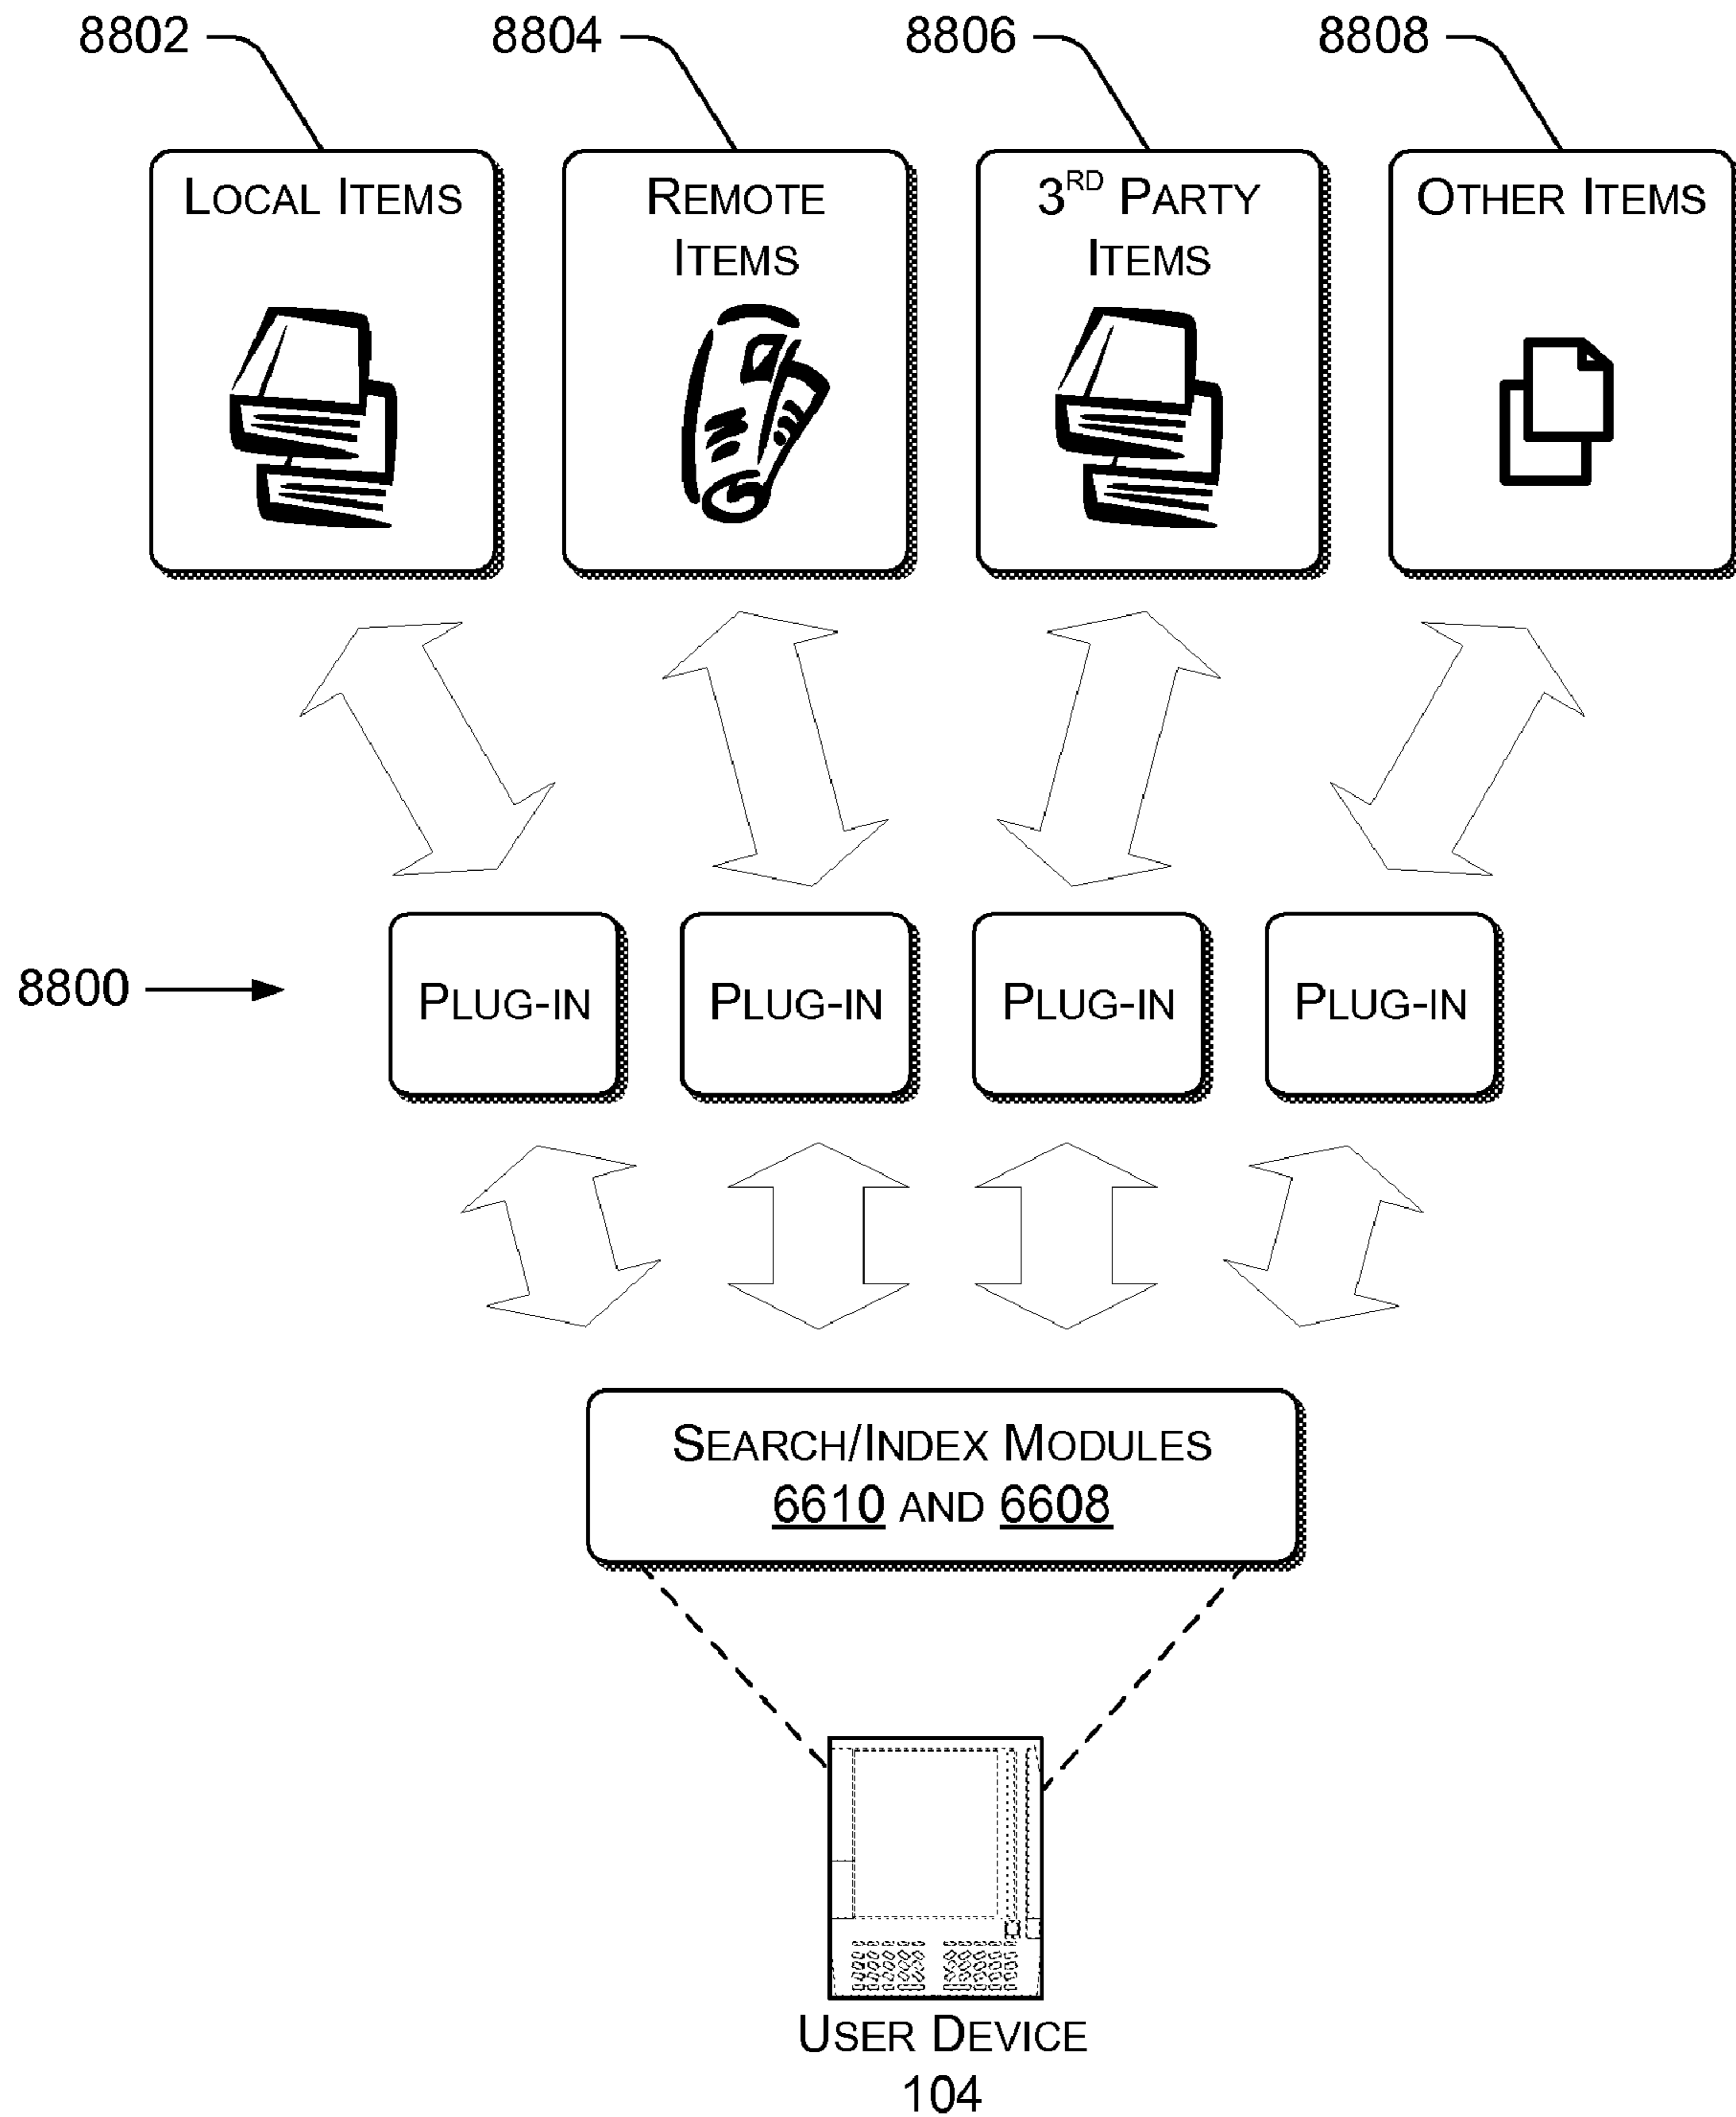 8802 8804 8806 8808
LOCAL ITEMS
REMOTE
ITEMS
3RD PARTY
ITEMS
OTHER ITEMS
8800
PLUG-IN PLUG-IN PLUG-IN PLUG-IN
SEARCH/INDEX MODULES
6610 AND 6608
USER DEVICE
104